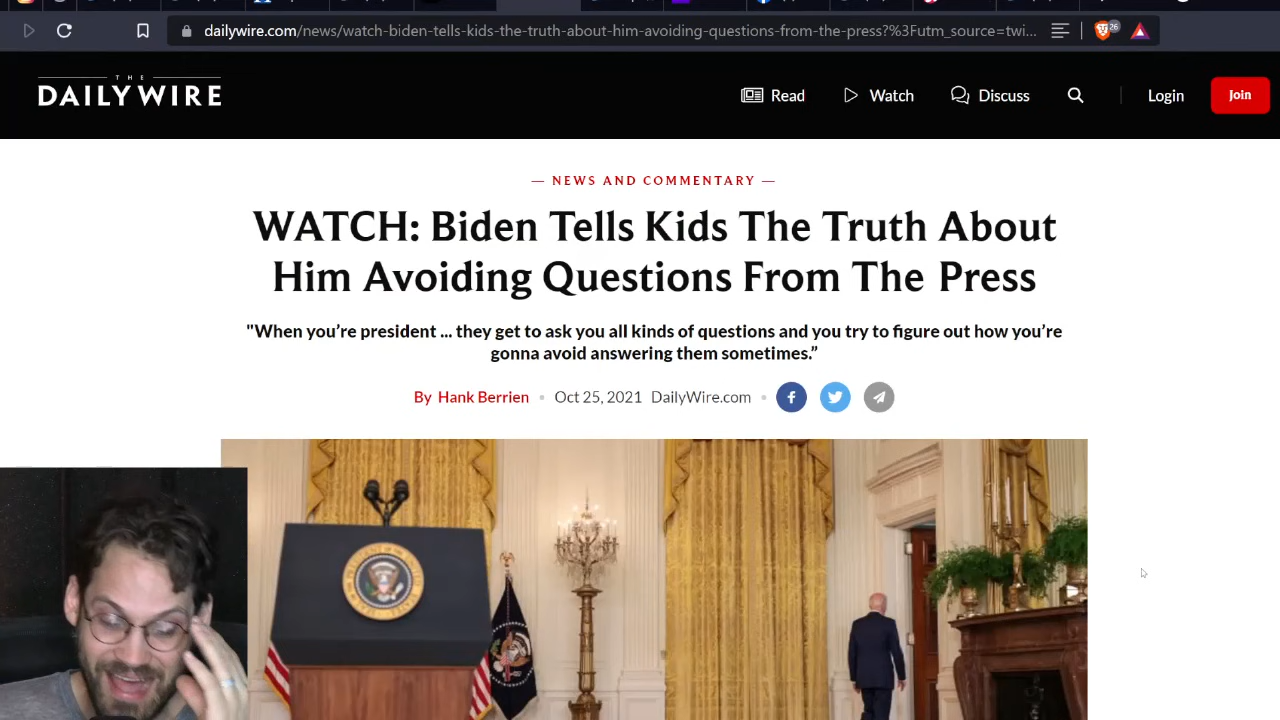 dailywire.com/news/watch-biden-tells-kids-the-truth-about-him-avoiding-questions-from-the-press?%3Futm_source=twi...
26
THE
DAILY WIRE
Read
Watch
Discuss
Login
Join
— NEWS AND COMMENTARY —
WATCH: Biden Tells Kids The Truth About
Him Avoiding Questions From The Press
"When you’re president ... they get to ask you all kinds of questions and you try to figure out how you’re
gonna avoid answering them sometimes.”
By Hank Berrien • Oct 25, 2021 DailyWire.com •